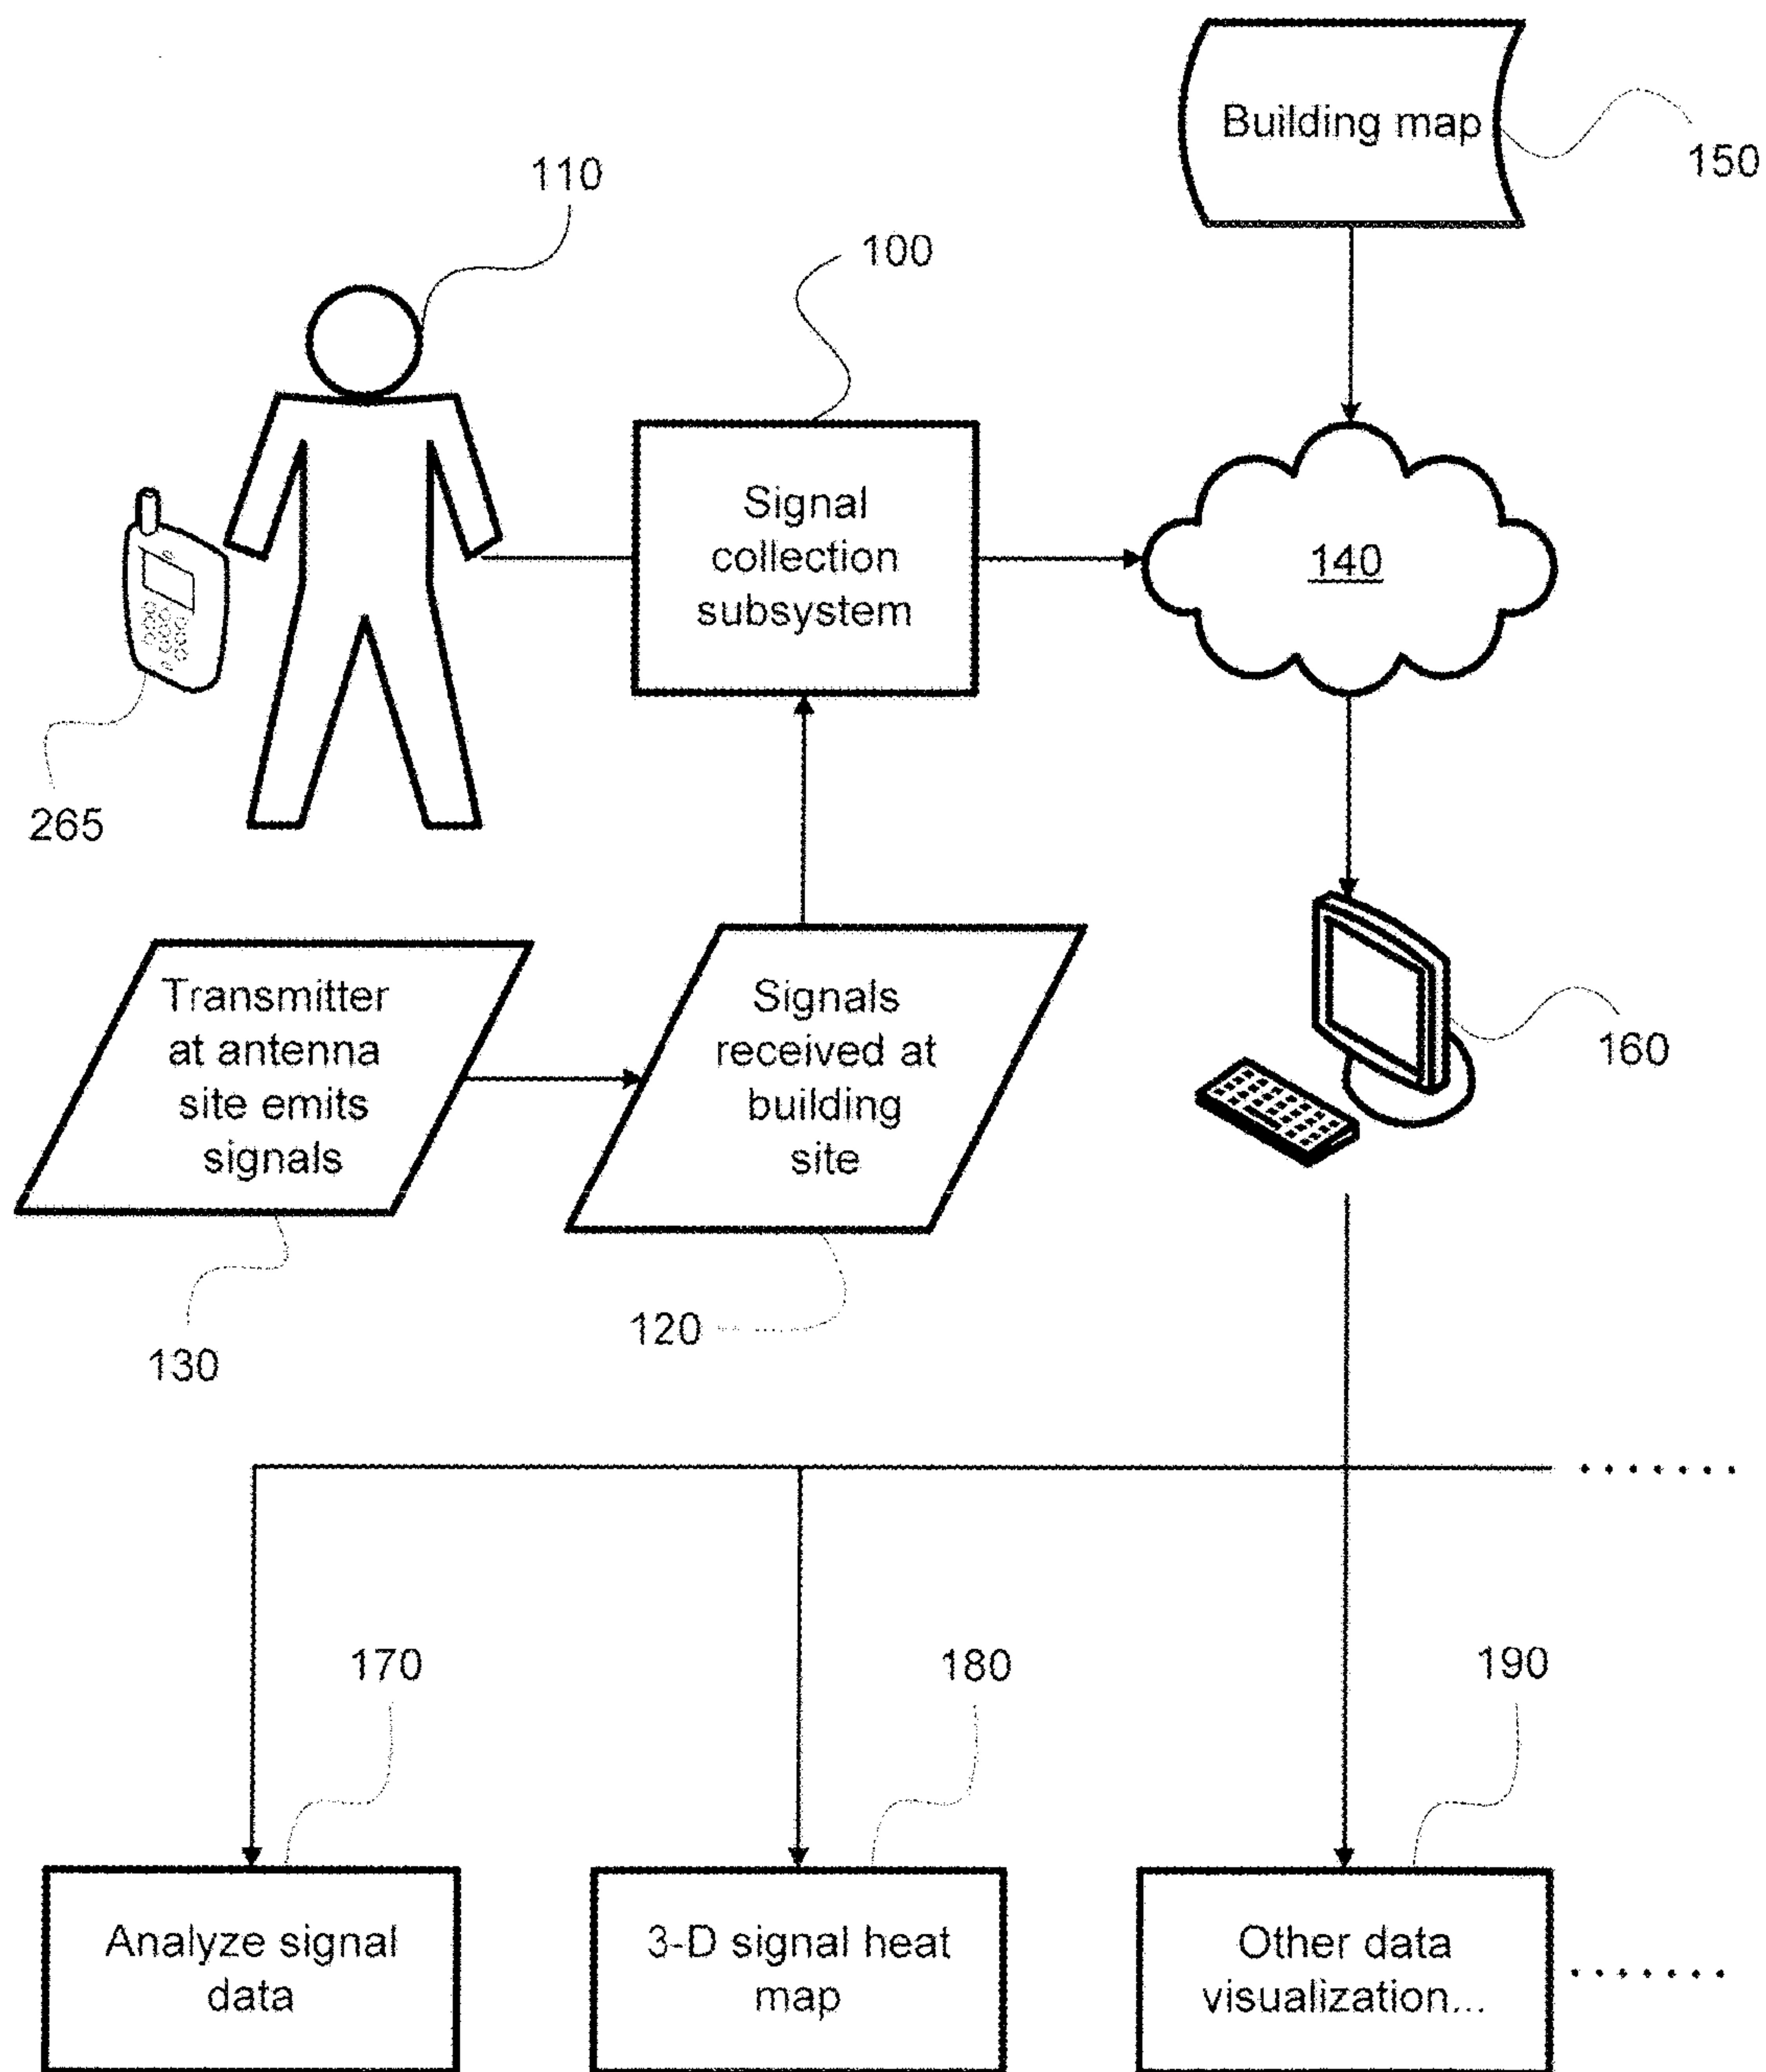 Building map
150
110
100
Signal
collection
subsystem
140
265
Transmitter
at antenna
site emits
signals
Signals
received at
building
site
160
130
120
170
180
190
Analyze signal
data
3-D signal heat
map
Other data
visualization...